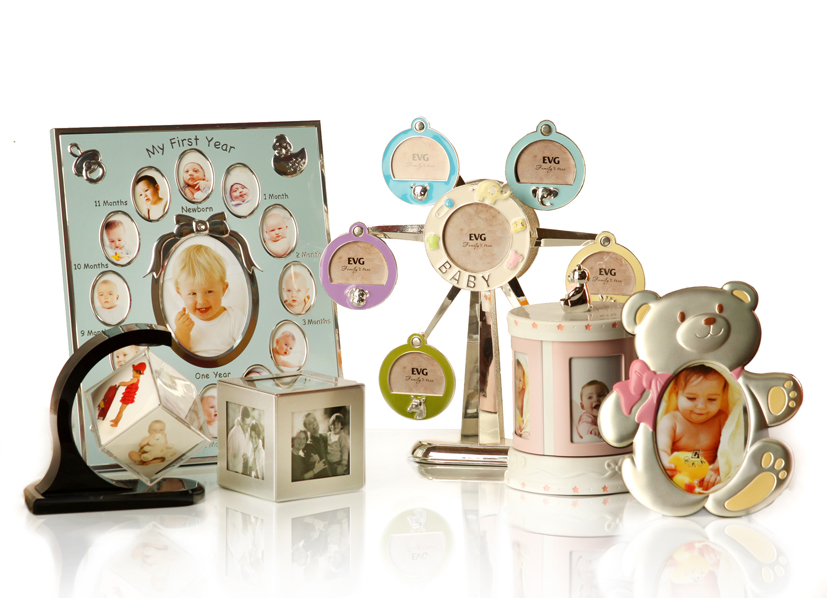 My First Year
11 Months
Newborn
1 Month
10 Months
2 Months
9 Months
3 Months
One Year
EVG
EVG
EVG
EVG
BABY
EVG
EVG